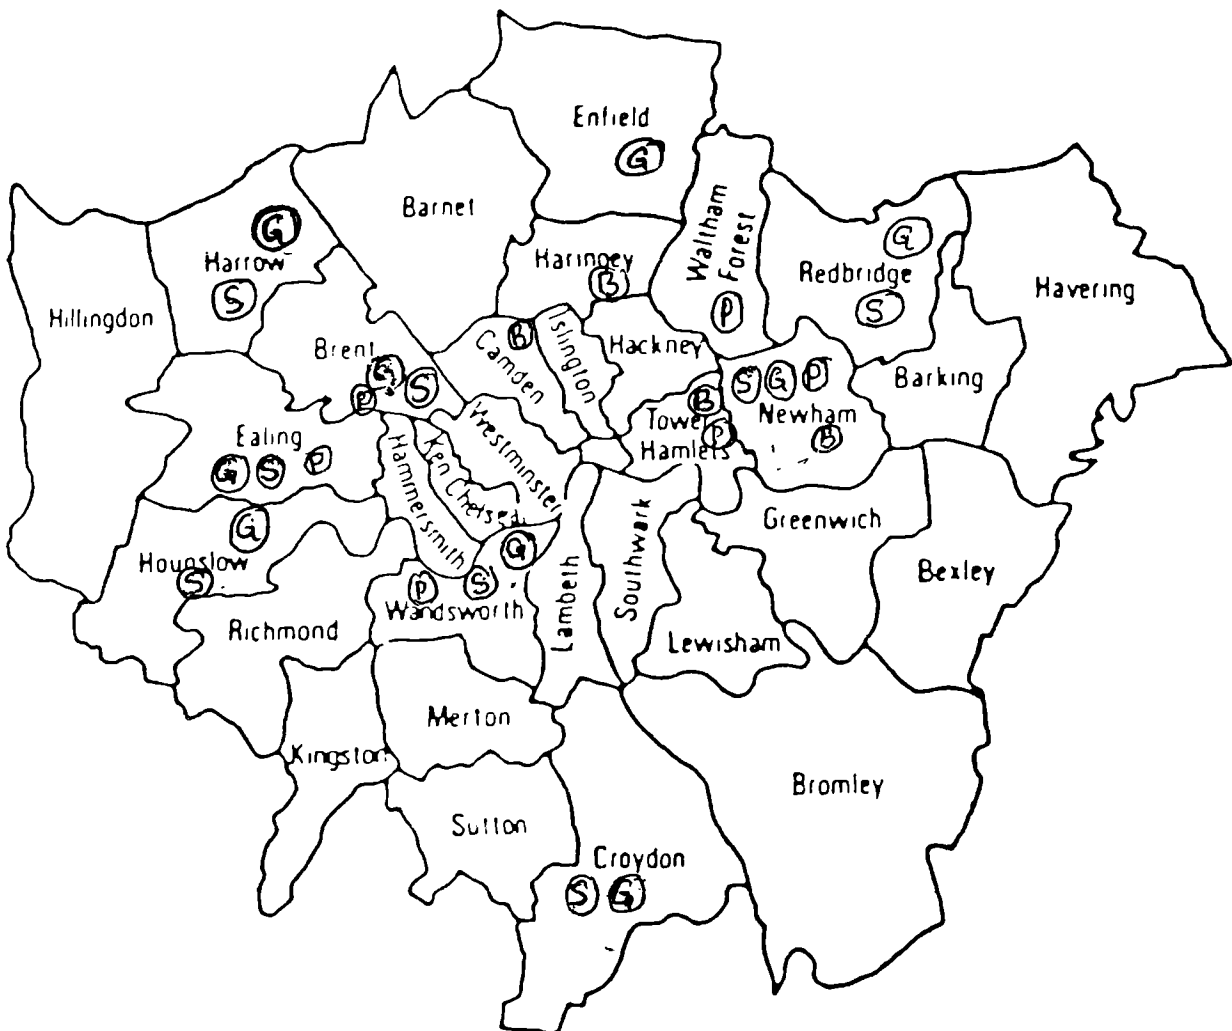 Enfield
G
Barnet
Waltham
Forest
P
G
Harrow
S
Haringey
B
G
Redbridge
S
Havering
Hillingdon
Brent
G
S
P
Camden
B
Islington
Hackney
Barking
S G P
Newham
B
B
Tower
Hamlets
P
Ealing
G S P
Westminster
Ken Chelsea
Hammersmith
Greenwich
G
Hounslow
S
G
P S
Wandsworth
Lambeth
Southwark
Bexley
Richmond
Lewisham
Merton
Kingston
Bromley
Sutton
Croydon
S G